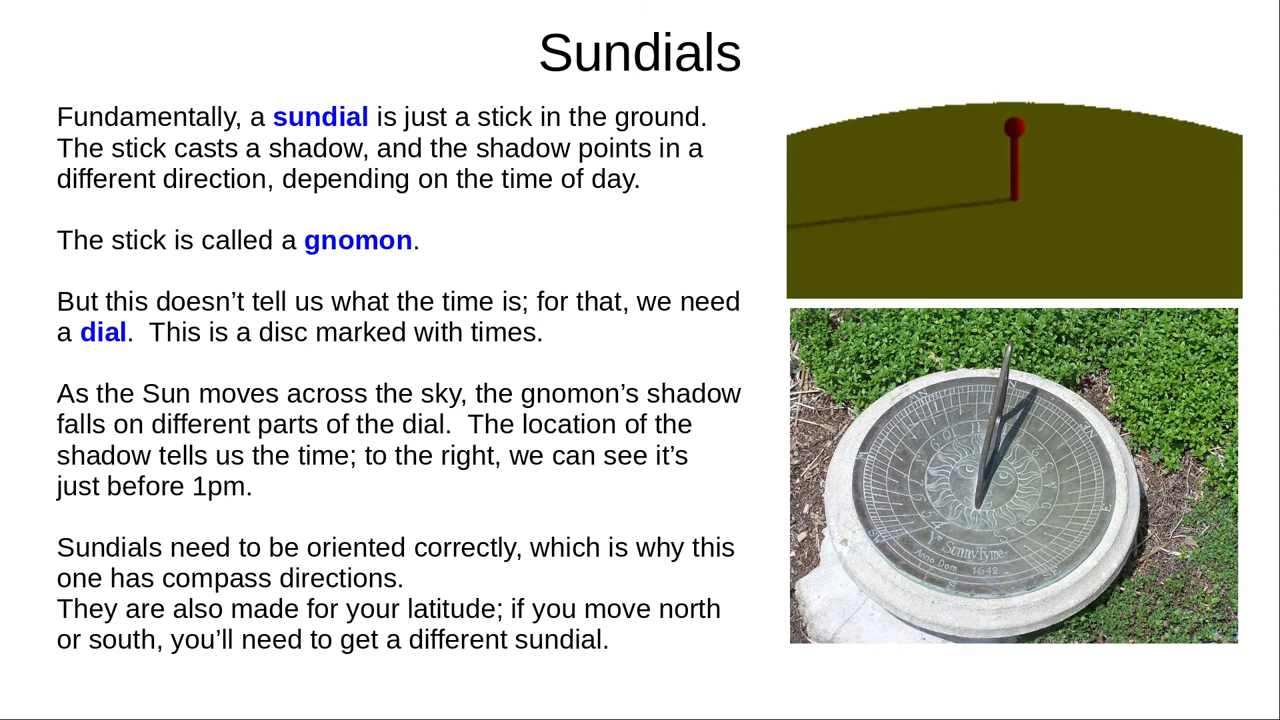 Sundials
Fundamentally, a sundial is just a stick in the ground.
The stick casts a shadow, and the shadow points in a
different direction, depending on the time of day.
The stick is called a gnomon.
But this doesn’t tell us what the time is; for that, we need
a dial.  This is a disc marked with times.
As the Sun moves across the sky, the gnomon’s shadow
falls on different parts of the dial.  The location of the
shadow tells us the time; to the right, we can see it’s
just before 1pm.
Sundials need to be oriented correctly, which is why this
one has compass directions.
They are also made for your latitude; if you move north
or south, you’ll need to get a different sundial.
Ye SunnyTyme
Anno Dom 1642